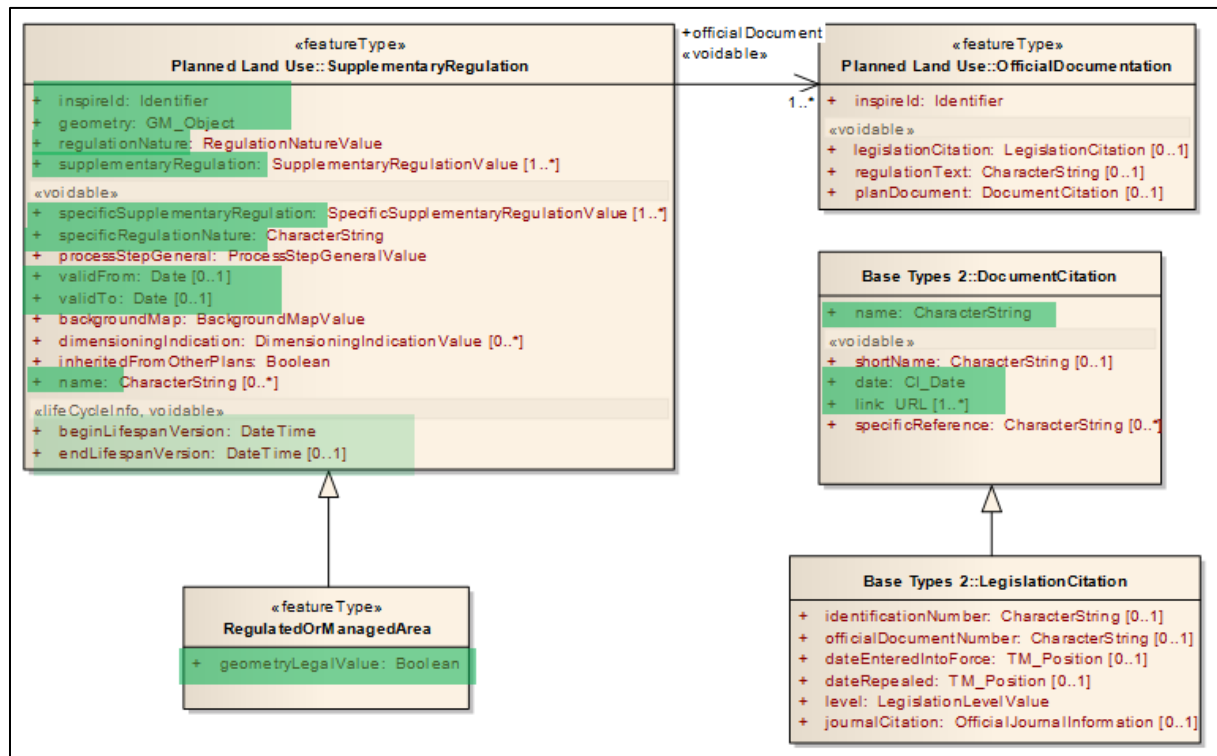 «featureType»
Planned Land Use::SupplementaryRegulation
+ inspireId: Identifier
+ geometry: GM_Object
+ regulationNature: RegulationNatureValue
+ supplementaryRegulation: SupplementaryRegulationValue [1..*]
«voidable»
+ specificSupplementaryRegulation: SpecificSupplementaryRegulationValue [1..*]
+ specificRegulationNature: CharacterString
+ processStepGeneral: ProcessStepGeneralValue
+ validFrom: Date [0..1]
+ validTo: Date [0..1]
+ backgroundMap: BackgroundMapValue
+ dimensioningIndication: DimensioningIndicationValue [0..*]
+ inheritedFromOtherPlans: Boolean
+ name: CharacterString [0..*]
«lifeCycleInfo, voidable»
+ beginLifespanVersion: DateTime
+ endLifespanVersion: DateTime [0..1]
+officialDocument
«voidable»
1..*
«featureType»
Planned Land Use::OfficialDocumentation
+ inspireId: Identifier
«voidable»
+ legislationCitation: LegislationCitation [0..1]
+ regulationText: CharacterString [0..1]
+ planDocument: DocumentCitation [0..1]
Base Types 2::DocumentCitation
+ name: CharacterString
«voidable»
+ shortName: CharacterString [0..1]
+ date: CI_Date
+ link: URL [1..*]
+ specificReference: CharacterString [0..*]
«featureType»
RegulatedOrManagedArea
+ geometryLegalValue: Boolean
Base Types 2::LegislationCitation
+ identificationNumber: CharacterString [0..1]
+ officialDocumentNumber: CharacterString [0..1]
+ dateEnteredIntoForce: TM_Position [0..1]
+ dateRepealed: TM_Position [0..1]
+ level: LegislationLevelValue
+ journalCitation: OfficialJournalInformation [0..1]